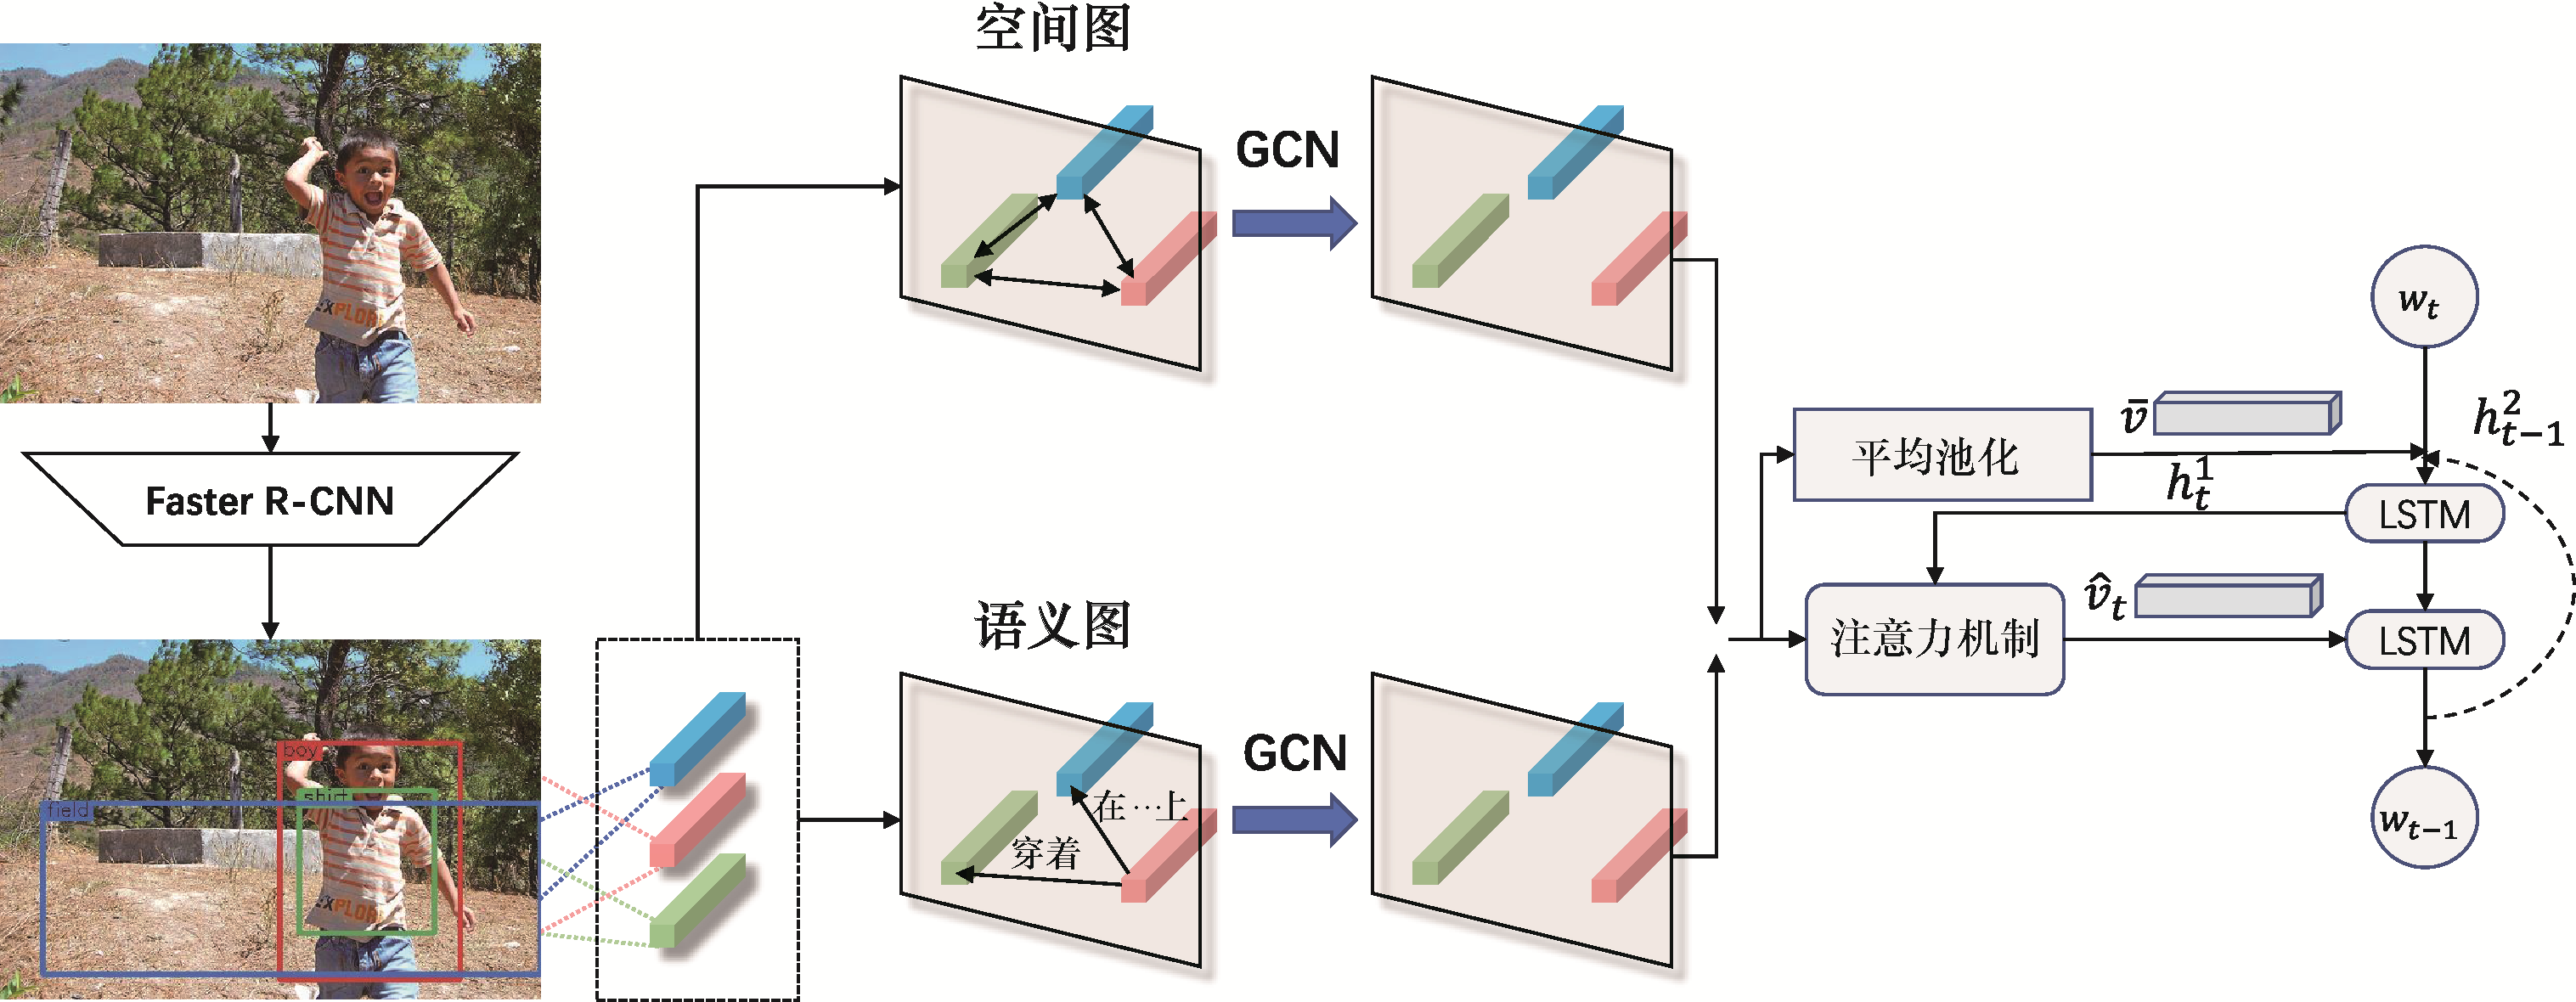 空间图
GCN
Faster R-CNN
boy
shirt
field
EXPLOR
语义图
在…上
穿着
GCN
平均池化
注意力机制
v̄
h¹ₜ
v̂ₜ
wₜ
h²ₜ₋₁
LSTM
LSTM
wₜ₋₁